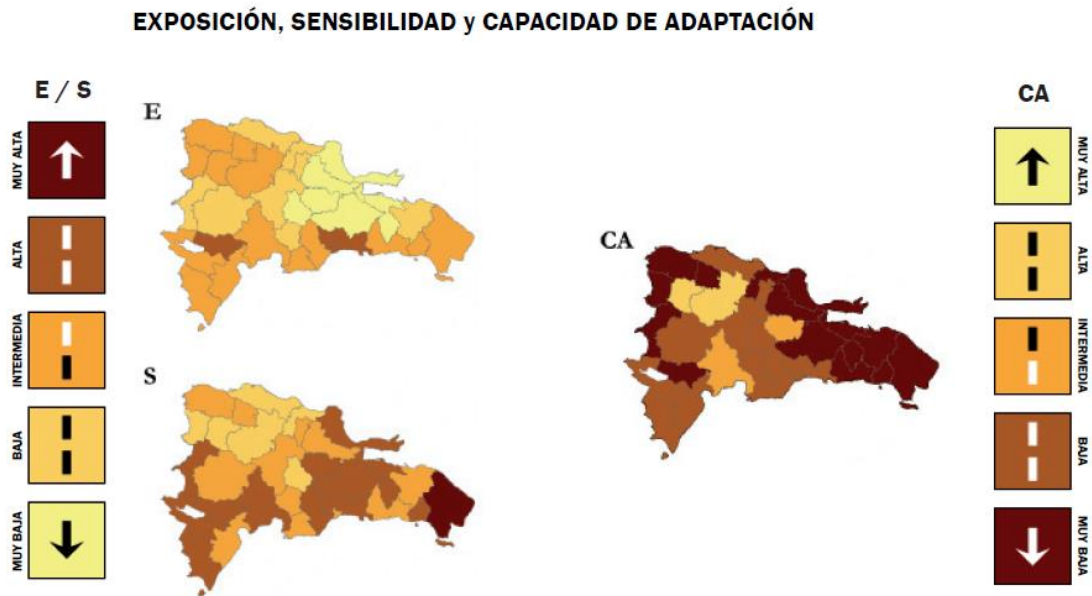 EXPOSICIÓN, SENSIBILIDAD y CAPACIDAD DE ADAPTACIÓN
E / S
MUY ALTA
ALTA
INTERMEDIA
BAJA
MUY BAJA
E
S
CA
CA
MUY ALTA
ALTA
INTERMEDIA
BAJA
MUY BAJA